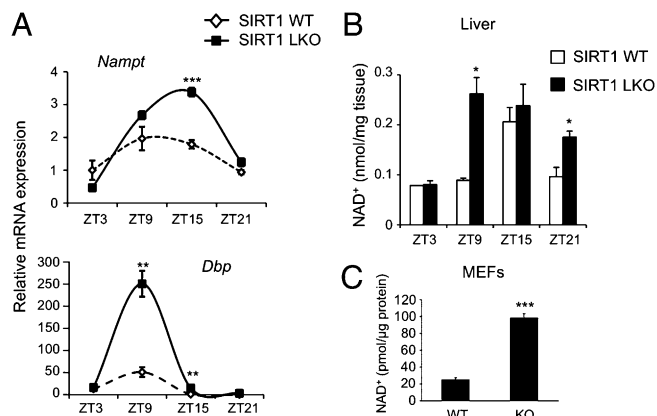 A
SIRT1 WT
SIRT1 LKO
Nampt
***
4
3
2
1
0
ZT3 ZT9 ZT15 ZT21
Relative mRNA expression
Dbp
**
**
300
250
200
150
100
50
0
ZT3 ZT9 ZT15 ZT21
B
Liver
SIRT1 WT
SIRT1 LKO
NAD+ (nmol/mg tissue)
0.3
0.2
0.1
0
*
*
ZT3 ZT9 ZT15 ZT21
C
MEFs
NAD+ (pmol/µg protein)
120
100
80
60
40
20
0
***
WT KO